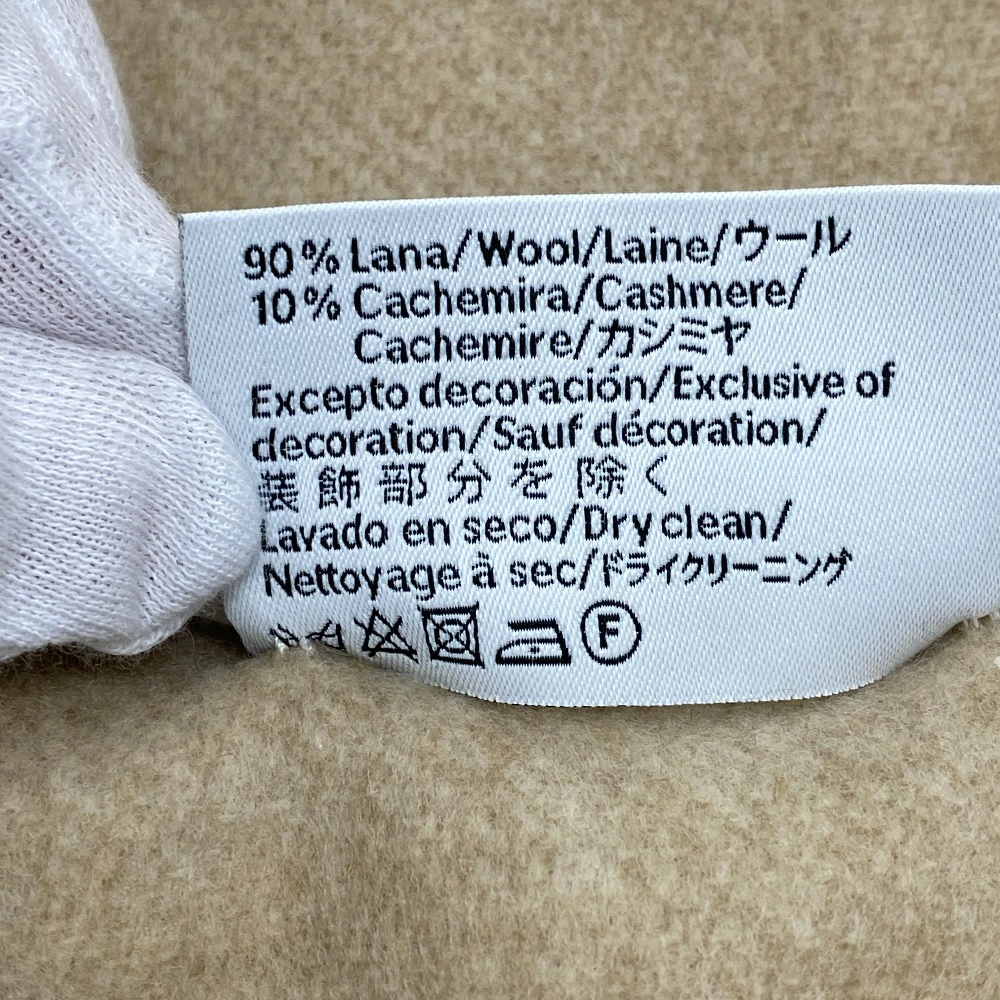 90% Lana/Wool/Laine/ウール
10% Cachemira/Cashmere/
Cachemire/カシミヤ
Excepto decoración/Exclusive of
decoration/Sauf décoration/
装飾部分を除く
Lavado en seco/Dry clean/
Nettoyage à sec/ドライクリーニング
F